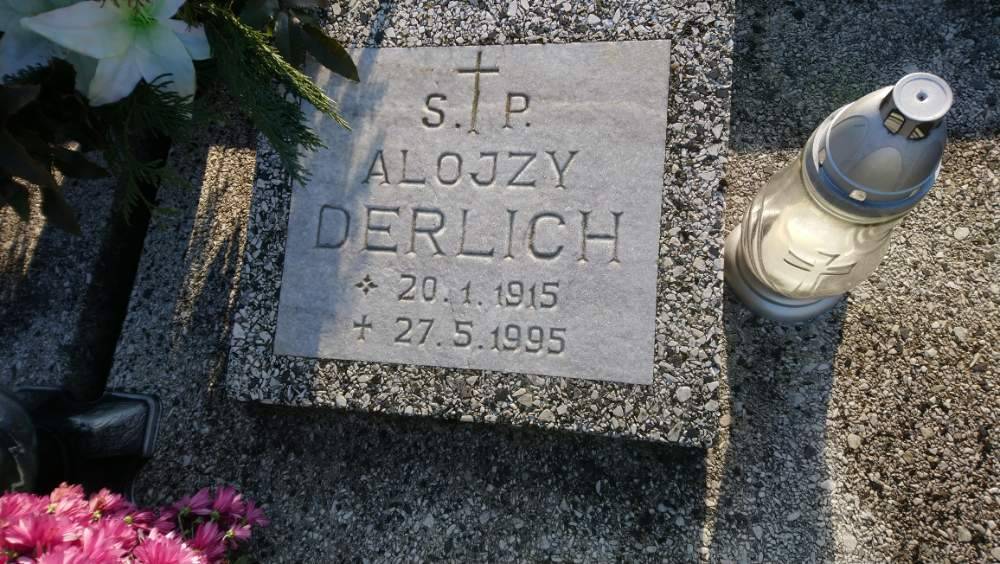 S. P.
ALOJZY
DERLICH
20.1.1915
27.5.1995